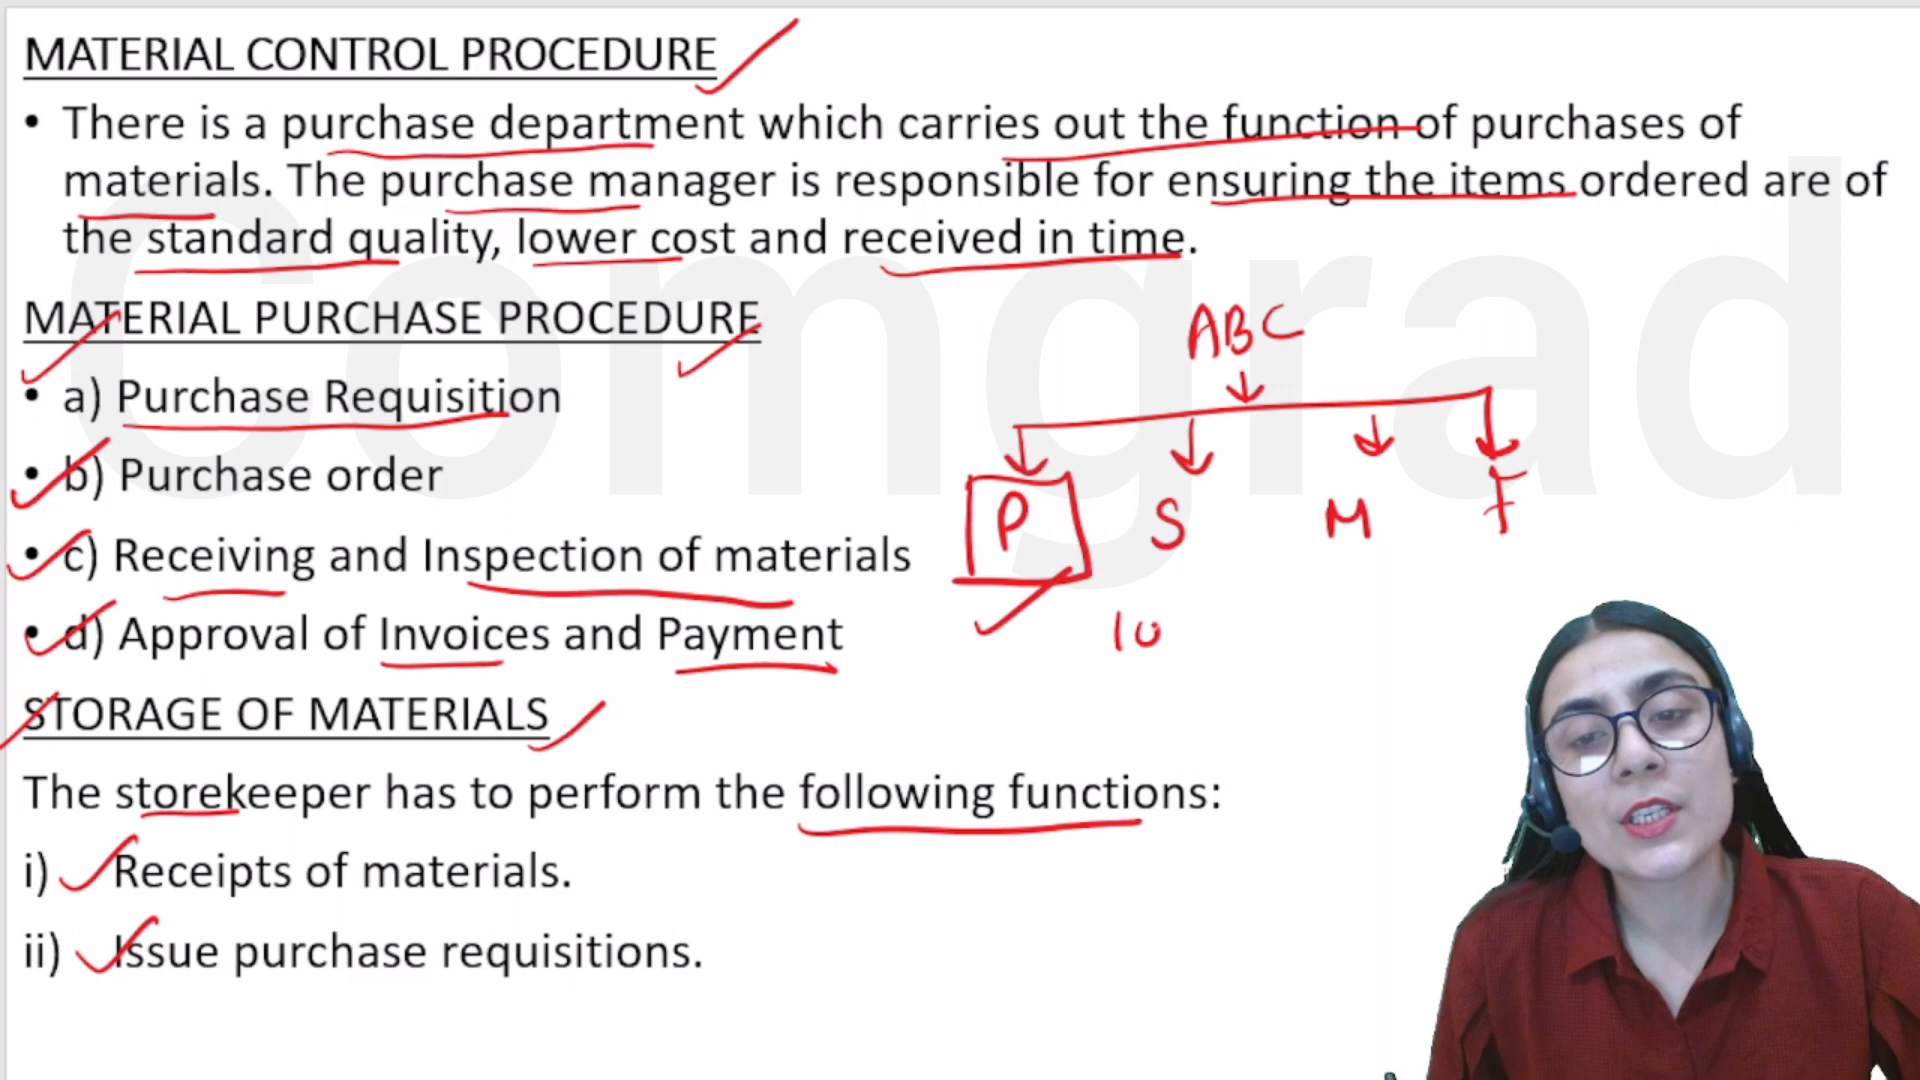 MATERIAL CONTROL PROCEDURE
• There is a purchase department which carries out the function of purchases of
materials. The purchase manager is responsible for ensuring the items ordered are of
the standard quality, lower cost and received in time.
MATERIAL PURCHASE PROCEDURE
• a) Purchase Requisition
• b) Purchase order
• c) Receiving and Inspection of materials
• d) Approval of Invoices and Payment
STORAGE OF MATERIALS
The storekeeper has to perform the following functions:
i) Receipts of materials.
ii) Issue purchase requisitions.
ABC
P S M F
10
Comgrad